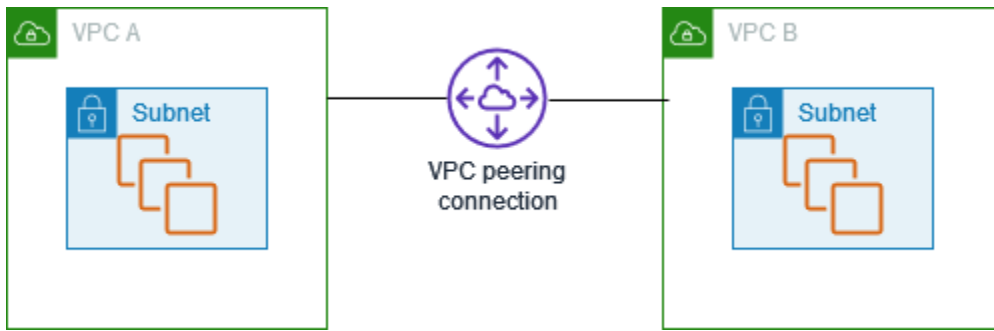 VPC A
VPC B
Subnet
Subnet
VPC peering
connection